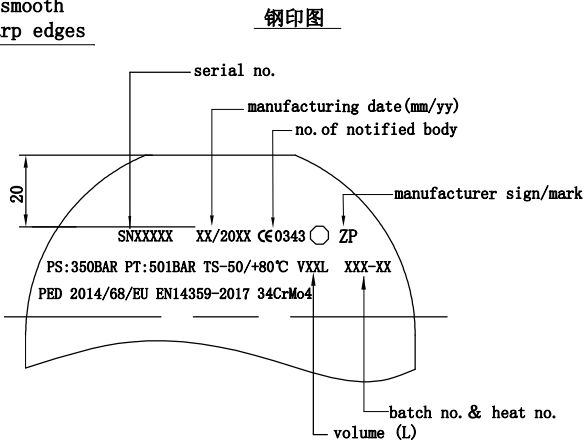 smooth
rp edges
钢印图
serial no.
manufacturing date(mm/yy)
no.of notified body
manufacturer sign/mark
20
SNXXXXX XX/20XX CE0343 ZP
PS:350BAR PT:501BAR TS-50/+80℃ VXXL XXX-XX
PED 2014/68/EU EN14359-2017 34CrMo4
batch no.& heat no.
volume (L)